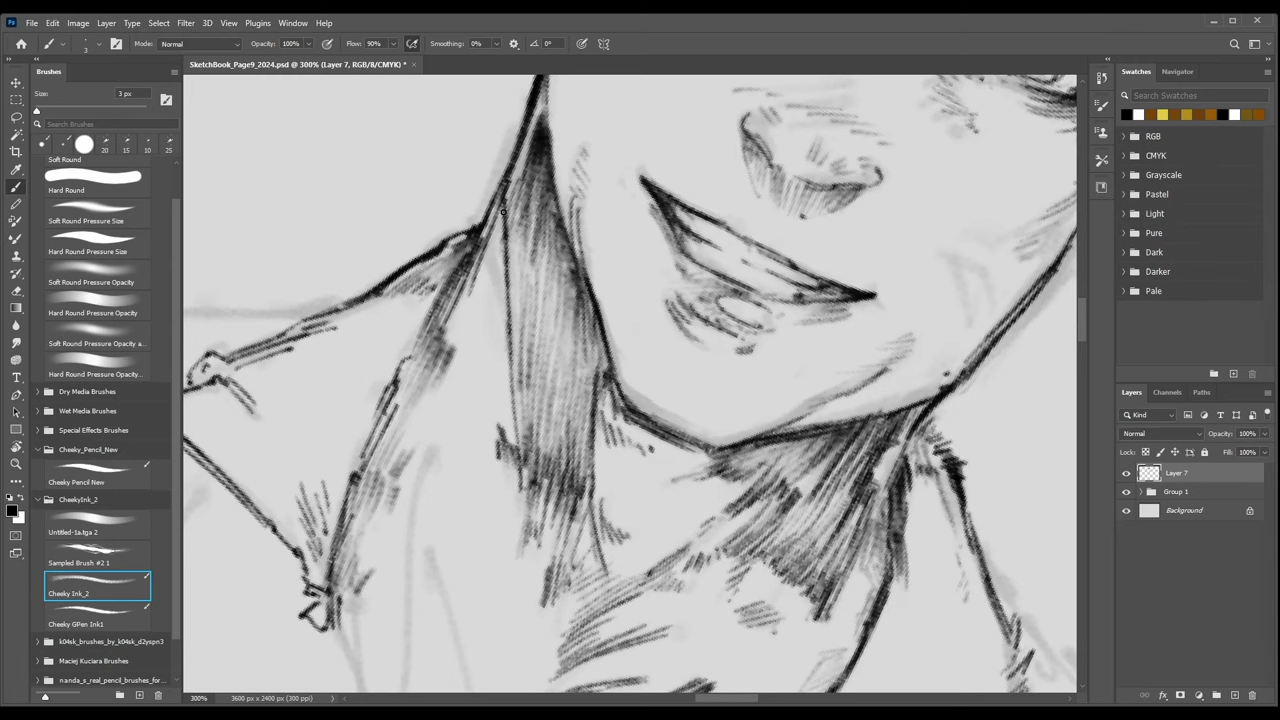 Ps File Edit Image Layer Type Select Filter 3D View Plugins Window Help
3 Mode: Normal Opacity: 100% Flow: 90% Smoothing: 0% 0°
SketchBook_Page9_2024.psd @ 300% (Layer 7, RGB/8/CMYK) *
Brushes
Size: 3 px
Search Brushes
20 15 10 25
Soft Round
Hard Round
Soft Round Pressure Size
Hard Round Pressure Size
Soft Round Pressure Opacity
Hard Round Pressure Opacity
Soft Round Pressure Opacity a...
Hard Round Pressure Opacity...
Dry Media Brushes
Wet Media Brushes
Special Effects Brushes
Cheeky_Pencil_New
Cheeky Pencil New
CheekyInk_2
Untitled-1a.tga 2
Sampled Brush #2 1
Cheeky Ink_2
Cheeky GPen Ink1
k04sk_brushes_by_k04sk_d2yspn3
Maciej Kuciara Brushes
nanda_s_real_pencil_brushes_for...
300% 3600 px x 2400 px (300 ppi)
Swatches Navigator
Search Swatches
RGB
CMYK
Grayscale
Pastel
Light
Pure
Dark
Darker
Pale
Layers Channels Paths
Kind
Normal Opacity: 100%
Lock: Fill: 100%
Layer 7
Group 1
Background
fx